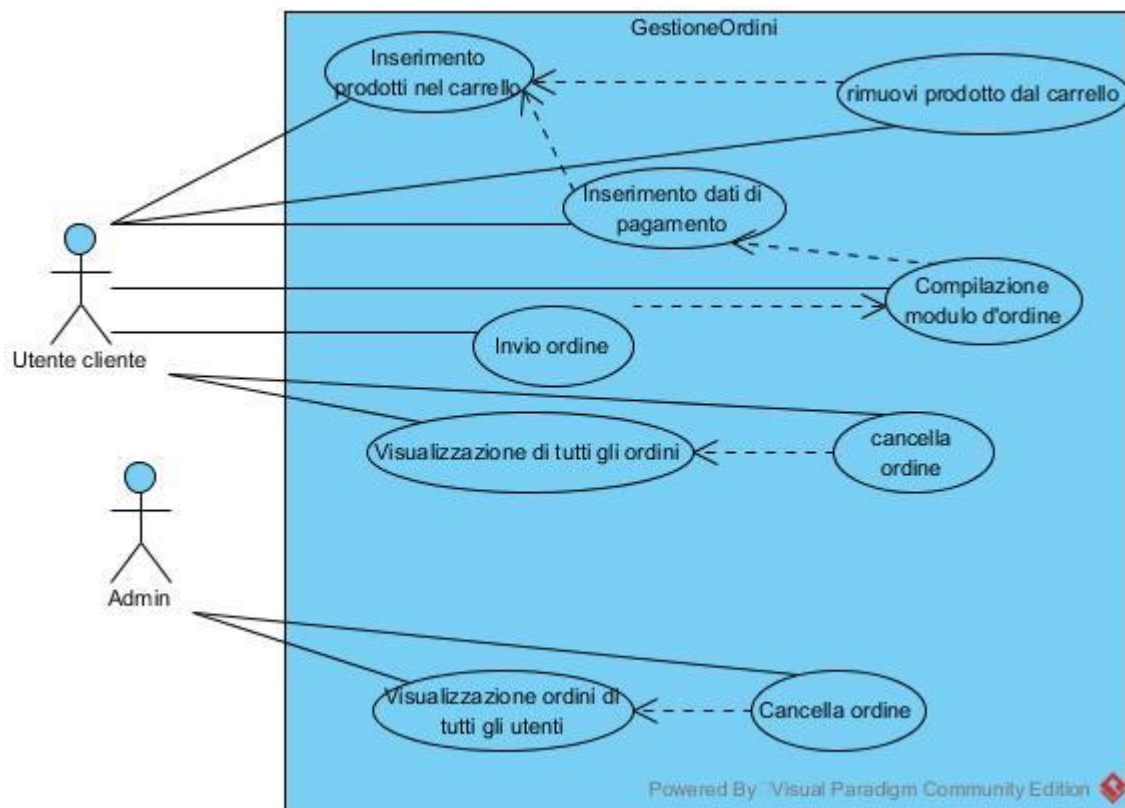 GestioneOrdini
Inserimento
prodotti nel carrello
rimuovi prodotto dal carrello
Inserimento dati di
pagamento
Compilazione
modulo d'ordine
Invio ordine
Utente cliente
Visualizzazione di tutti gli ordini
cancella
ordine
Admin
Visualizzazione ordini di
tutti gli utenti
Cancella ordine
Powered By Visual Paradigm Community Edition